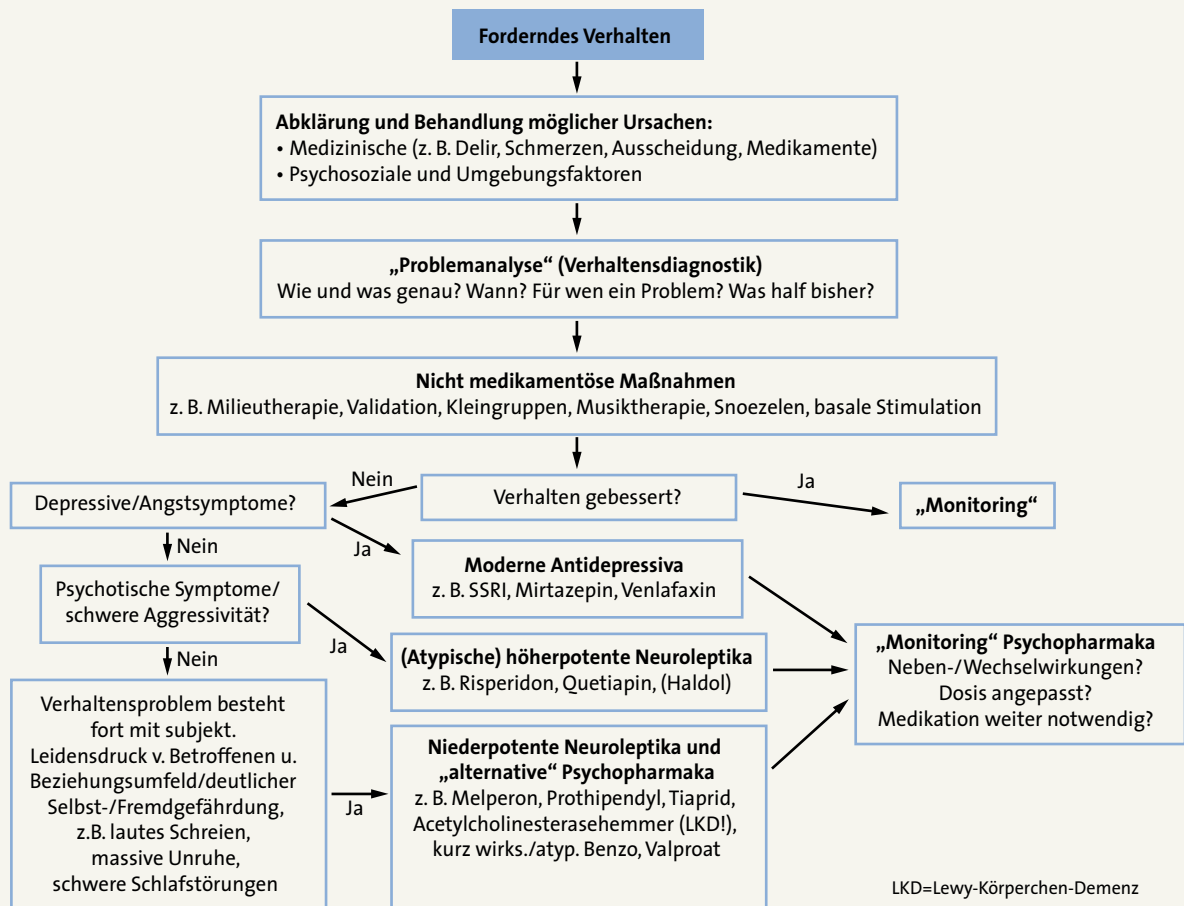 Forderndes Verhalten
Abklärung und Behandlung möglicher Ursachen:
• Medizinische (z. B. Delir, Schmerzen, Ausscheidung, Medikamente)
• Psychosoziale und Umgebungsfaktoren
„Problemanalyse“ (Verhaltensdiagnostik)
Wie und was genau? Wann? Für wen ein Problem? Was half bisher?
Nicht medikamentöse Maßnahmen
z. B. Milieutherapie, Validation, Kleingruppen, Musiktherapie, Snoezelen, basale Stimulation
Nein
Verhalten gebessert?
Ja
„Monitoring“
Depressive/Angstsymptome?
Nein
Ja
Moderne Antidepressiva
z. B. SSRI, Mirtazepin, Venlafaxin
Psychotische Symptome/
schwere Aggressivität?
Nein
Ja
(Atypische) höherpotente Neuroleptika
z. B. Risperidon, Quetiapin, (Haldol)
„Monitoring“ Psychopharmaka
Neben-/Wechselwirkungen?
Dosis angepasst?
Medikation weiter notwendig?
Verhaltensproblem besteht
fort mit subjekt.
Leidensdruck v. Betroffenen u.
Beziehungsumfeld/deutlicher
Selbst-/Fremdgefährdung,
z.B. lautes Schreien,
massive Unruhe,
schwere Schlafstörungen
Ja
Niederpotente Neuroleptika und
„alternative“ Psychopharmaka
z. B. Melperon, Prothipendyl, Tiaprid,
Acetylcholinesterasehemmer (LKD!),
kurz wirks./atyp. Benzo, Valproat
LKD=Lewy-Körperchen-Demenz